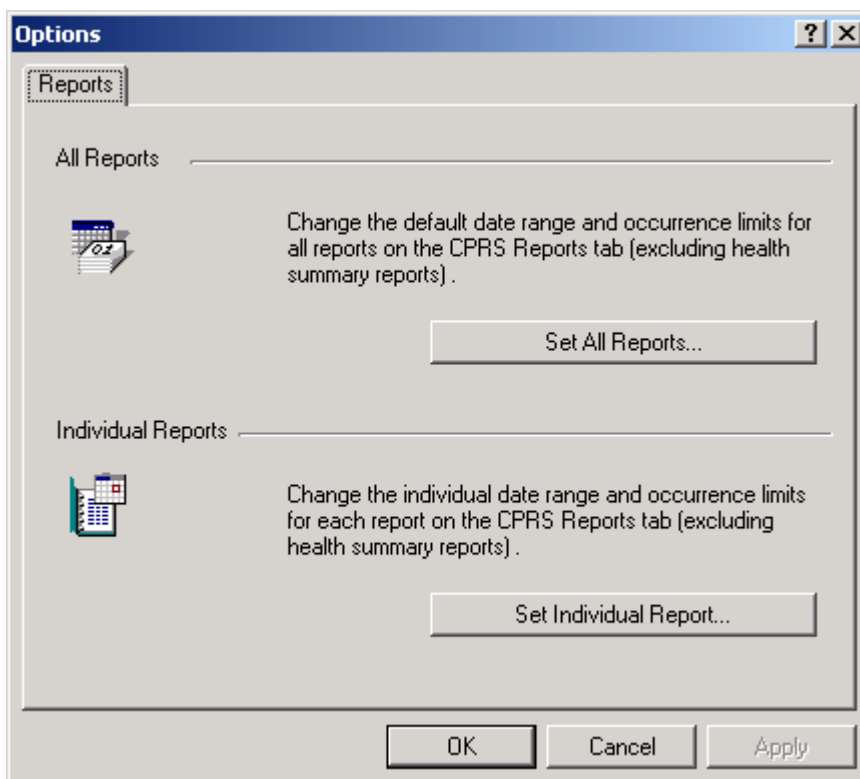 Options
Reports
All Reports
Change the default date range and occurrence limits for
all reports on the CPRS Reports tab (excluding health
summary reports) .
Set All Reports...
Individual Reports
Change the individual date range and occurrence limits
for each report on the CPRS Reports tab (excluding
health summary reports) .
Set Individual Report...
OK Cancel Apply